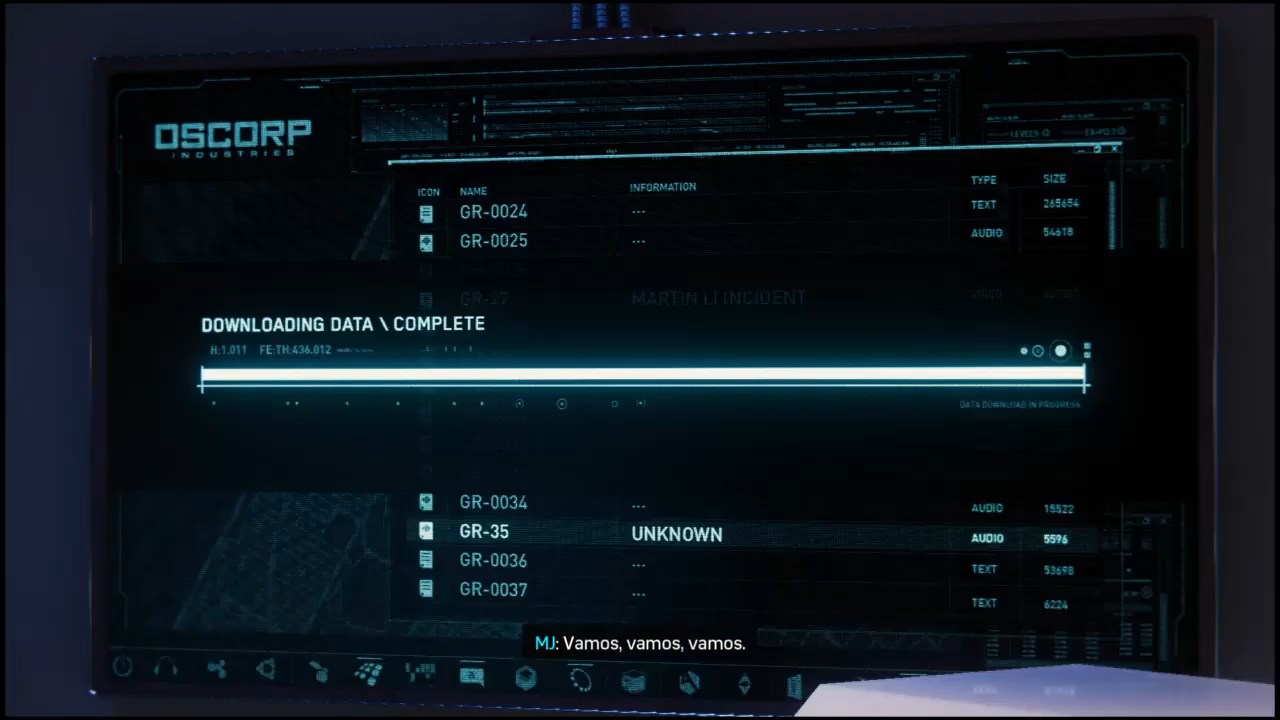 OSCORP
INDUSTRIES
LEVELS
ICON NAME INFORMATION TYPE SIZE
GR-0024 --- TEXT 265654
GR-0025 --- AUDIO 54618
GR-27 MARTIN LI INCIDENT
DOWNLOADING DATA \ COMPLETE
H:1.011 FE:TH:436.012
DATA DOWNLOAD IN PROGRESS
GR-0034 --- AUDIO 15522
GR-35 UNKNOWN AUDIO 5596
GR-0036 --- TEXT 53698
GR-0037 --- TEXT 6224
MJ: Vamos, vamos, vamos.